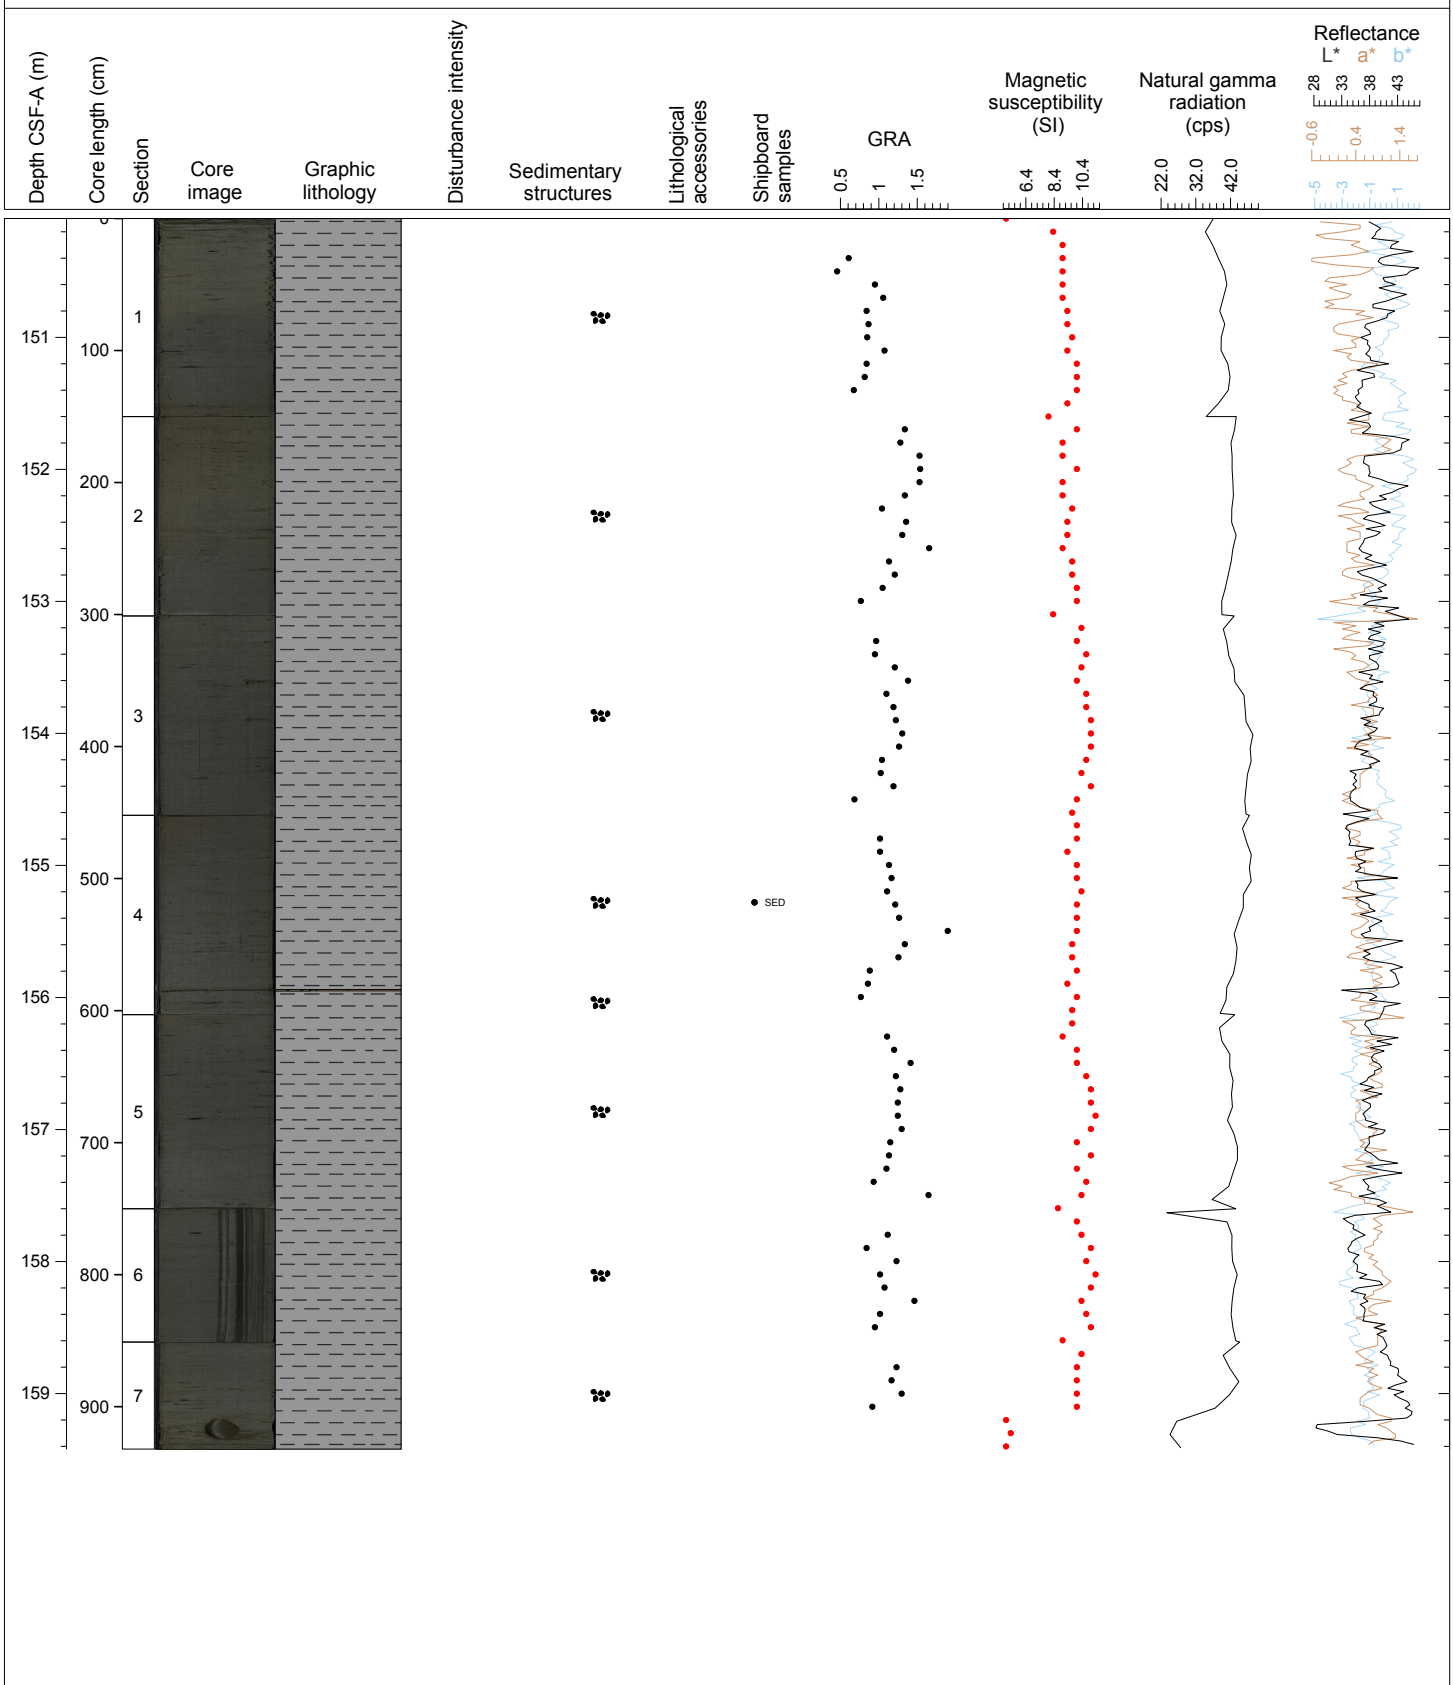 Depth CSF-A (m)
Core length (cm)
Section
Core
image
Graphic
lithology
Disturbance intensity
Sedimentary
structures
Lithological
accessories
Shipboard
samples
GRA
0.5 1 1.5
Magnetic
susceptibility
(SI)
6.4 8.4 10.4
Natural gamma
radiation
(cps)
22.0 32.0 42.0
Reflectance
L* a* b*
28 33 38 43
-0.6 0.4 1.4
-5 -3 -1 1
0
1
151
100
152
200
2
153
300
3
154
400
155
500
4
SED
156
600
5
157
700
158
800
6
159
900
7